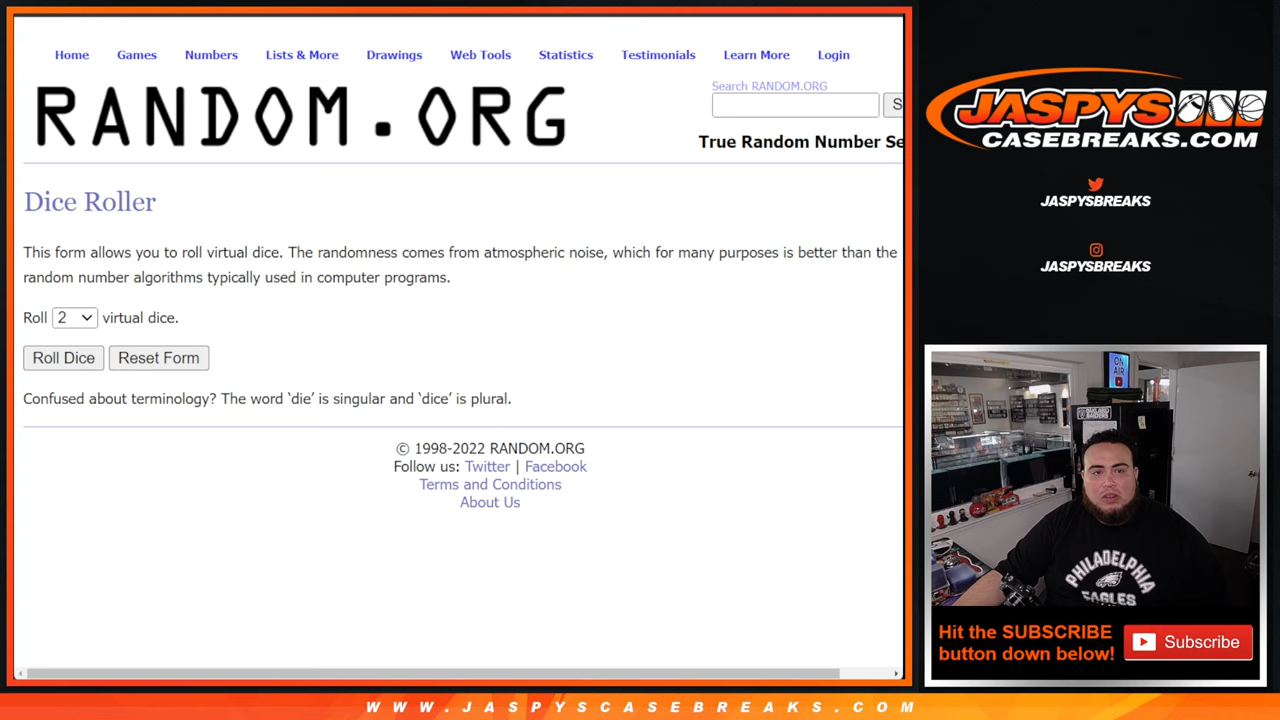 Home Games Numbers Lists & More Drawings Web Tools Statistics Testimonials Learn More Login
Search RANDOM.ORG
RANDOM.ORG
S
True Random Number Se
Dice Roller
This form allows you to roll virtual dice. The randomness comes from atmospheric noise, which for many purposes is better than the
random number algorithms typically used in computer programs.
Roll 2 virtual dice.
Roll Dice Reset Form
Confused about terminology? The word ‘die’ is singular and ‘dice’ is plural.
© 1998-2022 RANDOM.ORG
Follow us: Twitter | Facebook
Terms and Conditions
About Us
JASPYS
CASEBREAKS.COM
JASPYSBREAKS
JASPYSBREAKS
ON
AIR
PHILADELPHIA
EAGLES
Hit the SUBSCRIBE
button down below!
Subscribe
WWW.JASPYSCASEBREAKS.COM